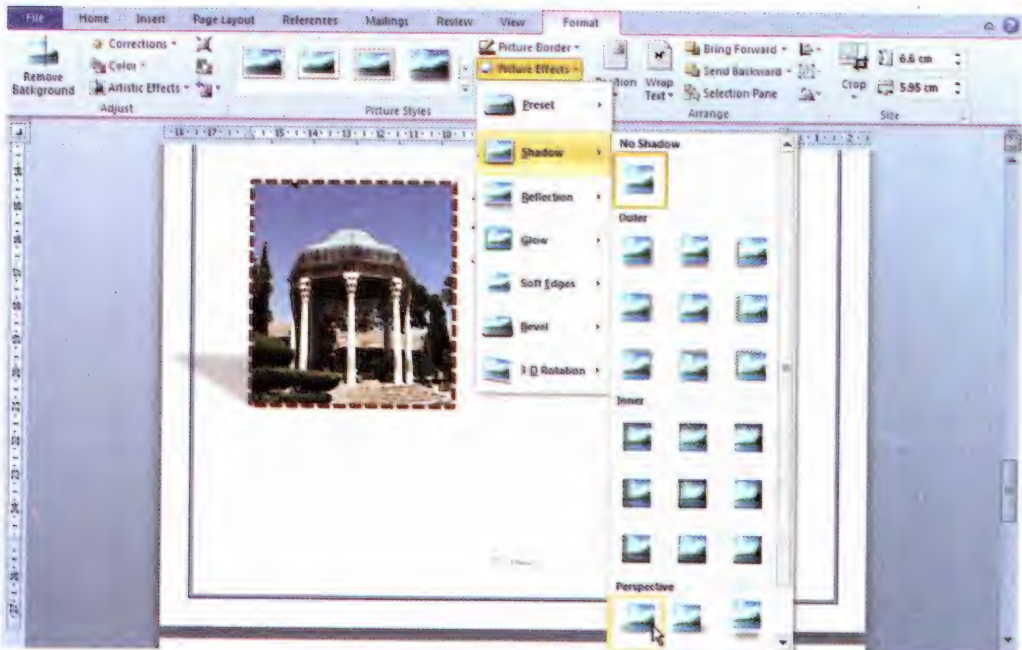 File Home Insert Page Layout References Mailings Review View Format
Remove Background
Corrections
Color
Artistic Effects
Adjust
Picture Styles
Picture Border
Picture Effects
Wrap Text
Bring Forward
Send Backward
Selection Pane
Arrange
Crop
6.6 cm
5.95 cm
Size
Preset
Shadow
Reflection
Glow
Soft Edges
Bevel
3-D Rotation
No Shadow
Outer
Inner
Perspective